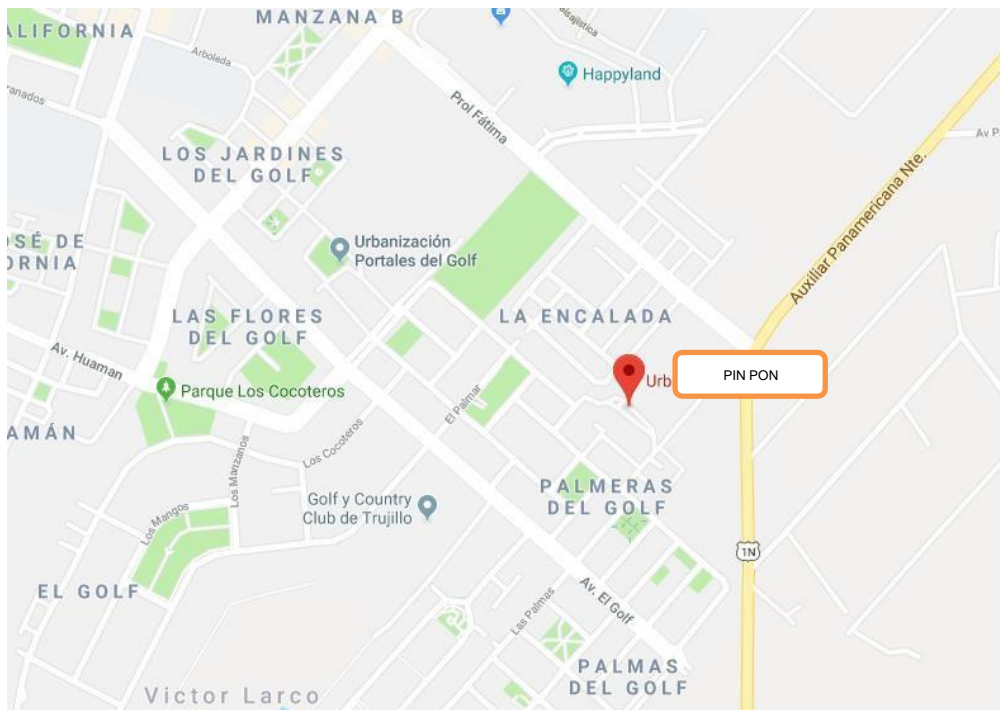 MANZANA B
ALIFORNIA
Arboleda
Happyland
Prol Fátima
Av P
LOS JARDINES
DEL GOLF
Auxiliar Panamericana Nte.
OSÉ DE
ORNIA
Urbanización
Portales del Golf
LAS FLORES
DEL GOLF
LA ENCALADA
Av. Huaman
Parque Los Cocoteros
Urb
PIN PON
El Palmar
AMÁN
Los Cocoteros
Los Manzanos
Golf y Country
Club de Trujillo
PALMERAS
DEL GOLF
Los Mangos
1N
EL GOLF
Av. El Golf
Las Palmas
PALMAS
DEL GOLF
Victor Larco